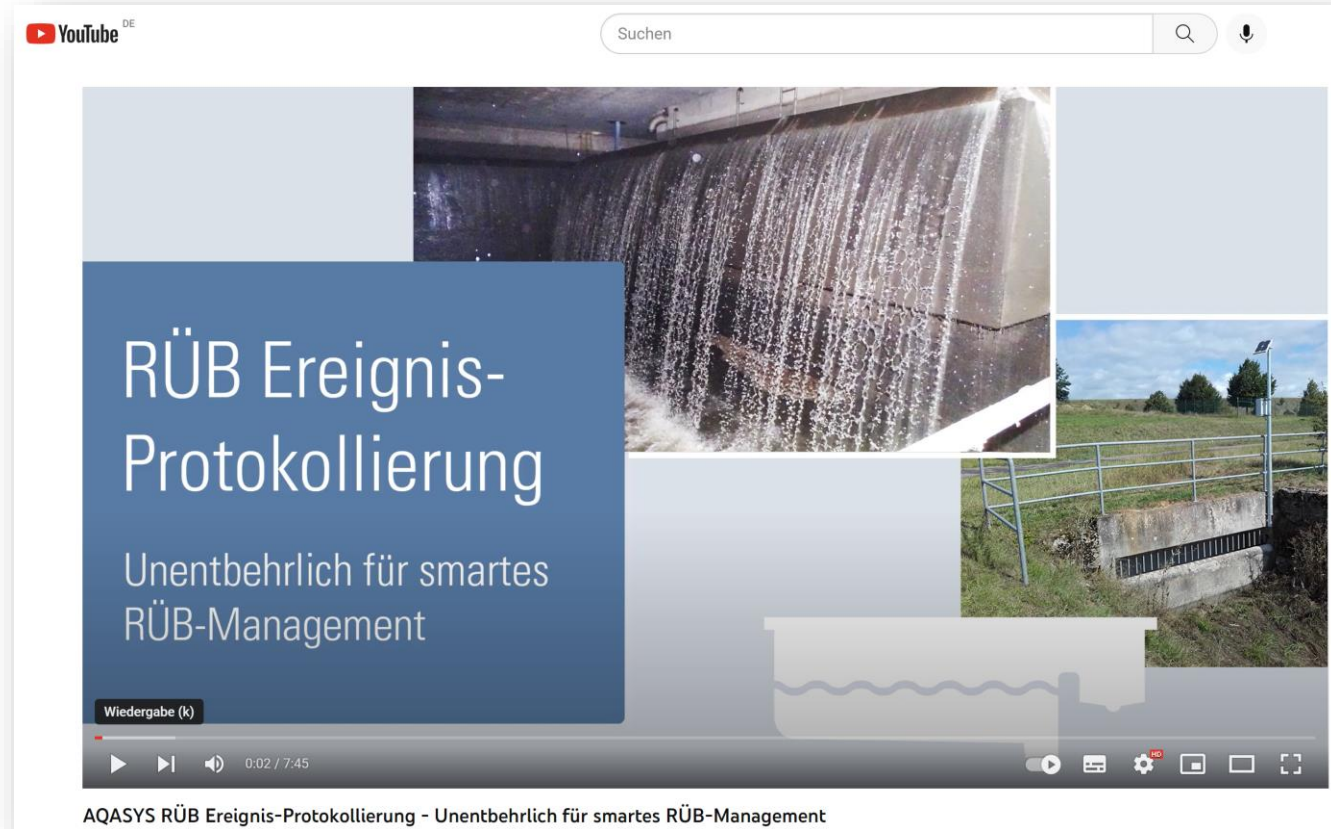 YouTube DE
Suchen
RÜB Ereignis-
Protokollierung
Unentbehrlich für smartes
RÜB-Management
Wiedergabe (k)
0:02 / 7:45
HD
AQASYS RÜB Ereignis-Protokollierung - Unentbehrlich für smartes RÜB-Management